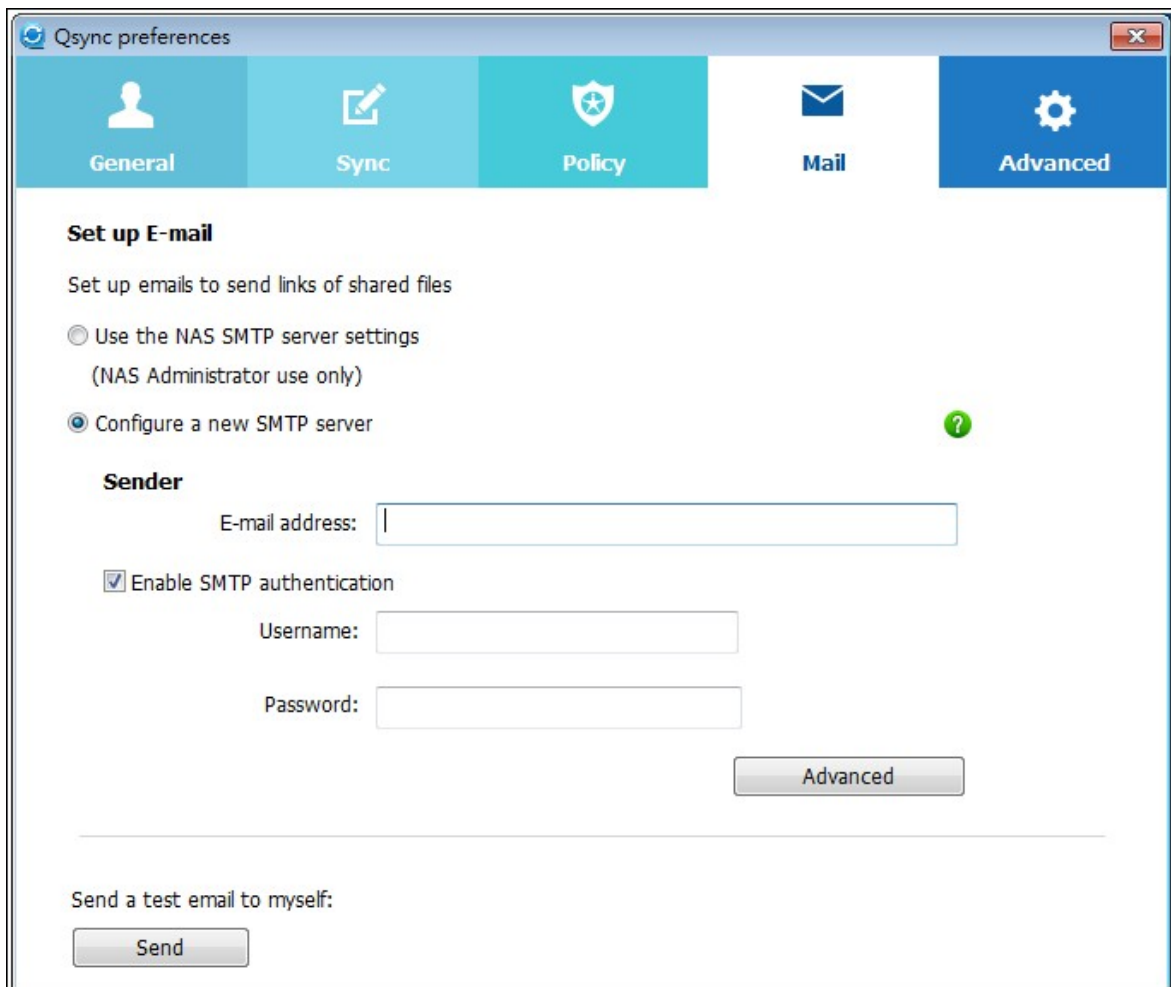 Qsync preferences
General
Sync
Policy
Mail
Advanced
Set up E-mail
Set up emails to send links of shared files
Use the NAS SMTP server settings
(NAS Administrator use only)
Configure a new SMTP server
?
Sender
E-mail address:
Enable SMTP authentication
Username:
Password:
Advanced
Send a test email to myself:
Send